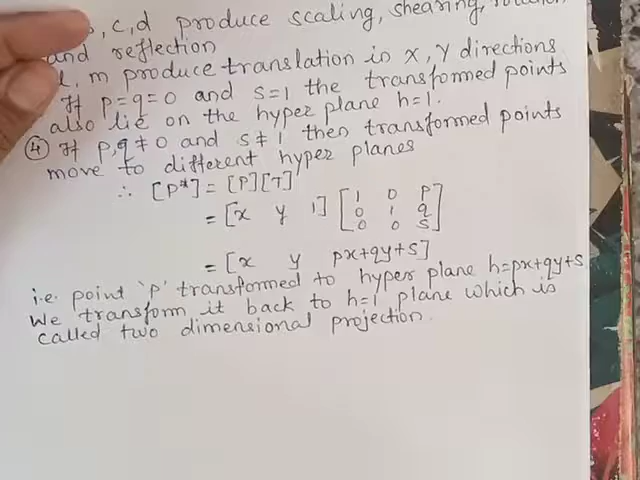 , c, d produce scaling, shearing,
and reflection
l, m produce translation in x, y directions
If p=q=0 and s=1 the transformed points
also lie on the hyper plane h=1.
④ If p,q≠0 and s≠1 then transformed points
move to different hyper planes
∴ [P*] = [P][T]
= [x y 1] [1 0 p
0 1 q
0 0 s]
= [x y px+qy+s]
i.e. point 'p' transformed to hyper plane h=px+qy+s
We transform it back to h=1 plane which is
called two dimensional projection.